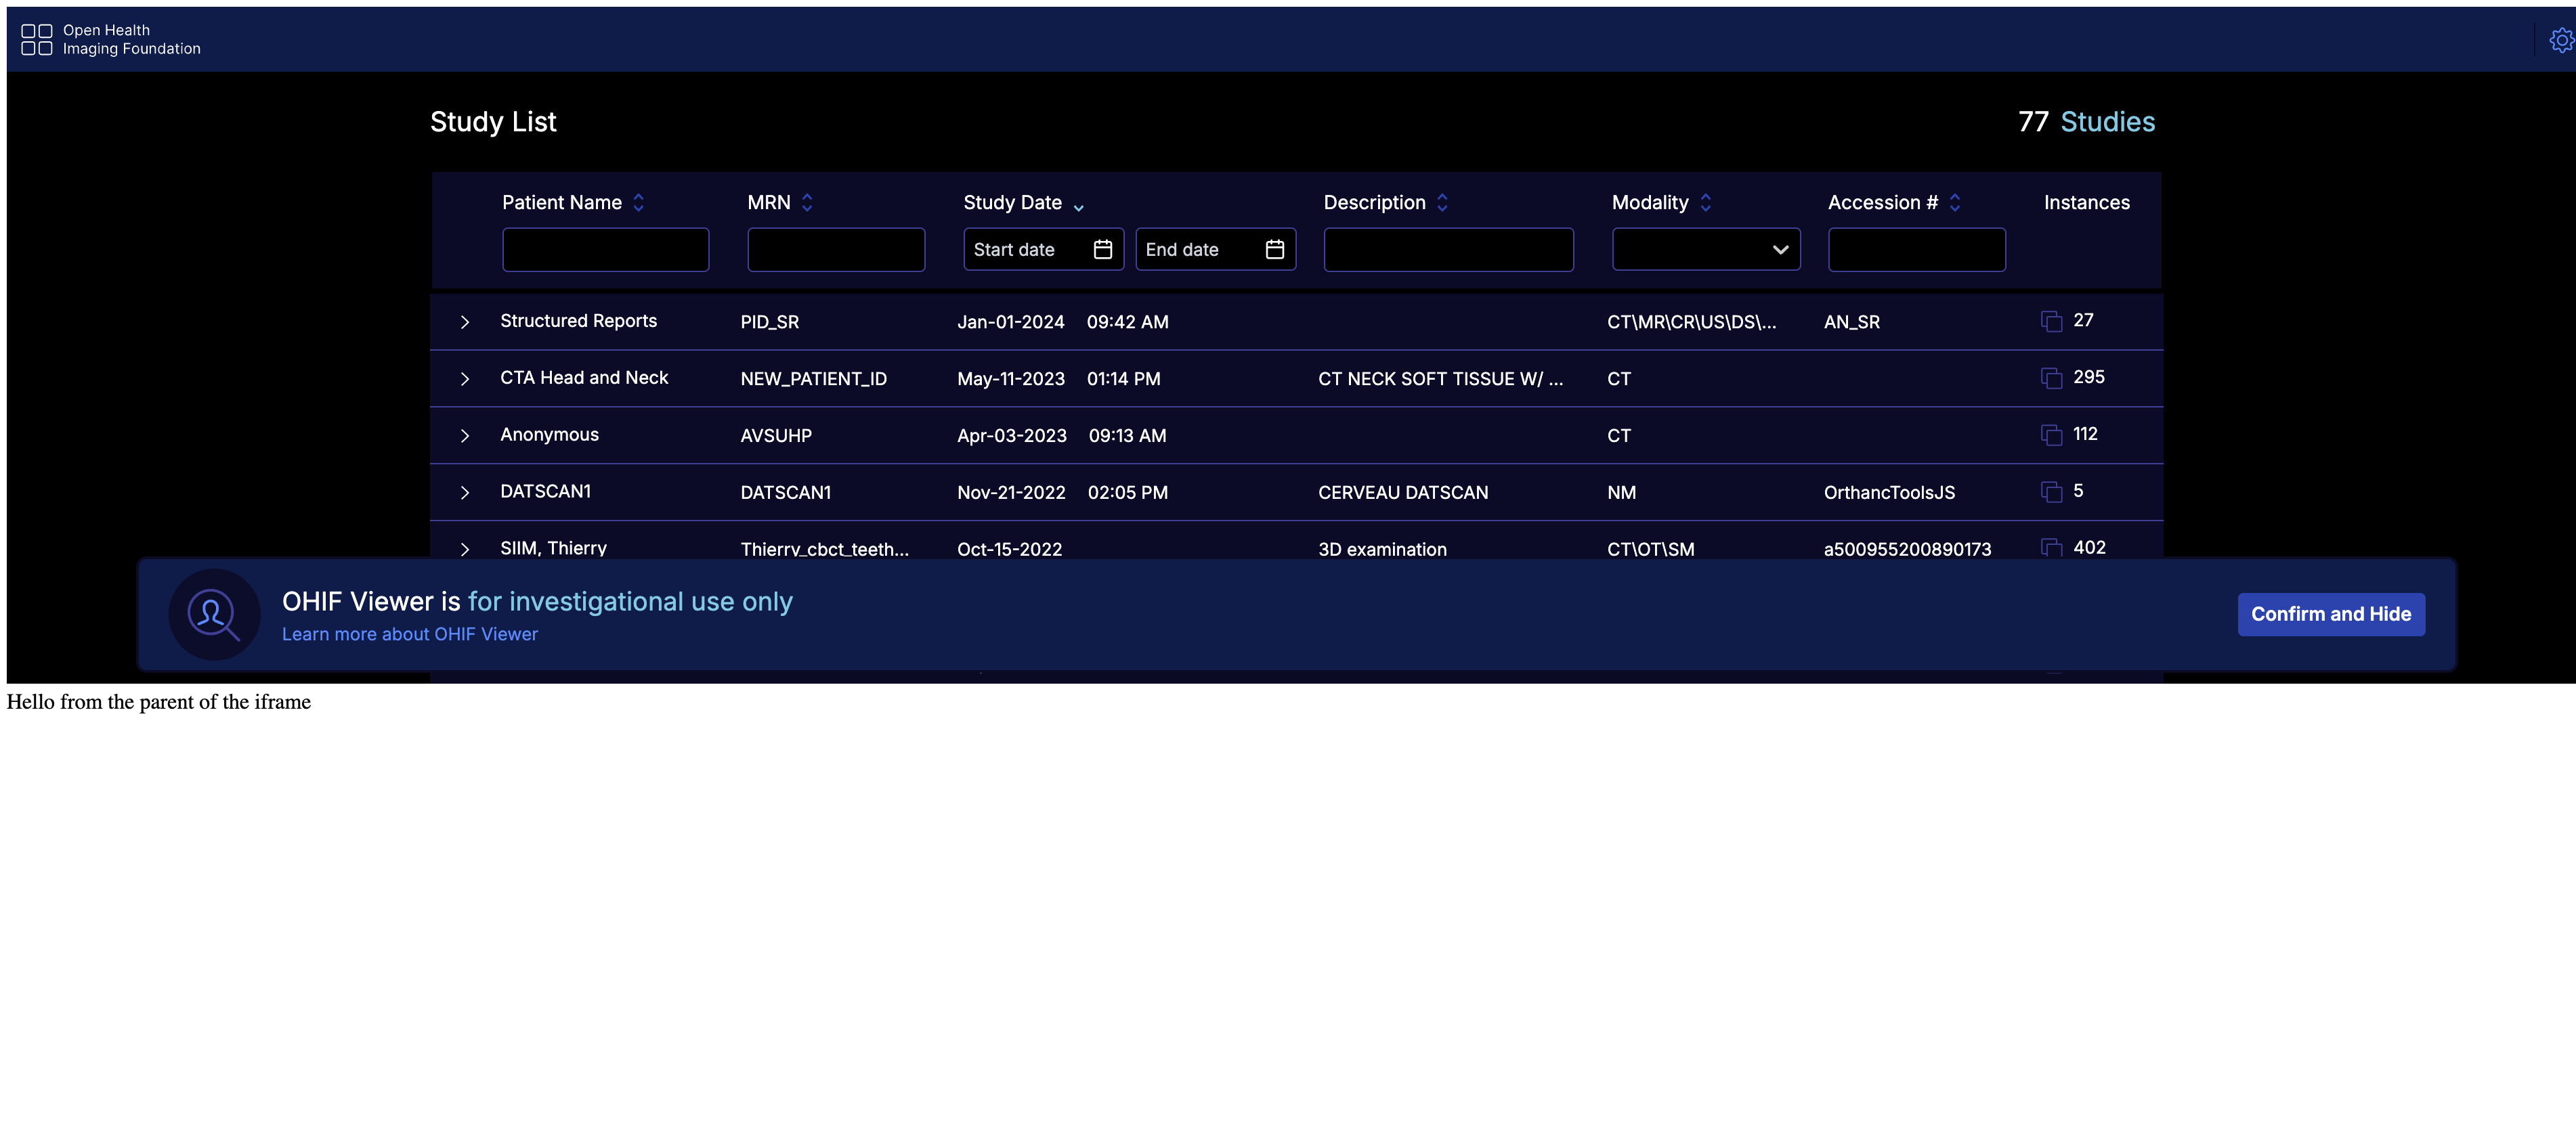 Open Health
Imaging Foundation
Study List
77 Studies
Patient Name MRN Study Date Description Modality Accession # Instances
Start date End date
Structured Reports PID_SR Jan-01-2024 09:42 AM CT\MR\CR\US\DS\... AN_SR 27
CTA Head and Neck NEW_PATIENT_ID May-11-2023 01:14 PM CT NECK SOFT TISSUE W/ ... CT 295
Anonymous AVSUHP Apr-03-2023 09:13 AM CT 112
DATSCAN1 DATSCAN1 Nov-21-2022 02:05 PM CERVEAU DATSCAN NM OrthancToolsJS 5
SIIM, Thierry Thierry_cbct_teeth... Oct-15-2022 3D examination CT\OT\SM a500955200890173 402
OHIF Viewer is for investigational use only
Learn more about OHIF Viewer
Confirm and Hide
Hello from the parent of the iframe